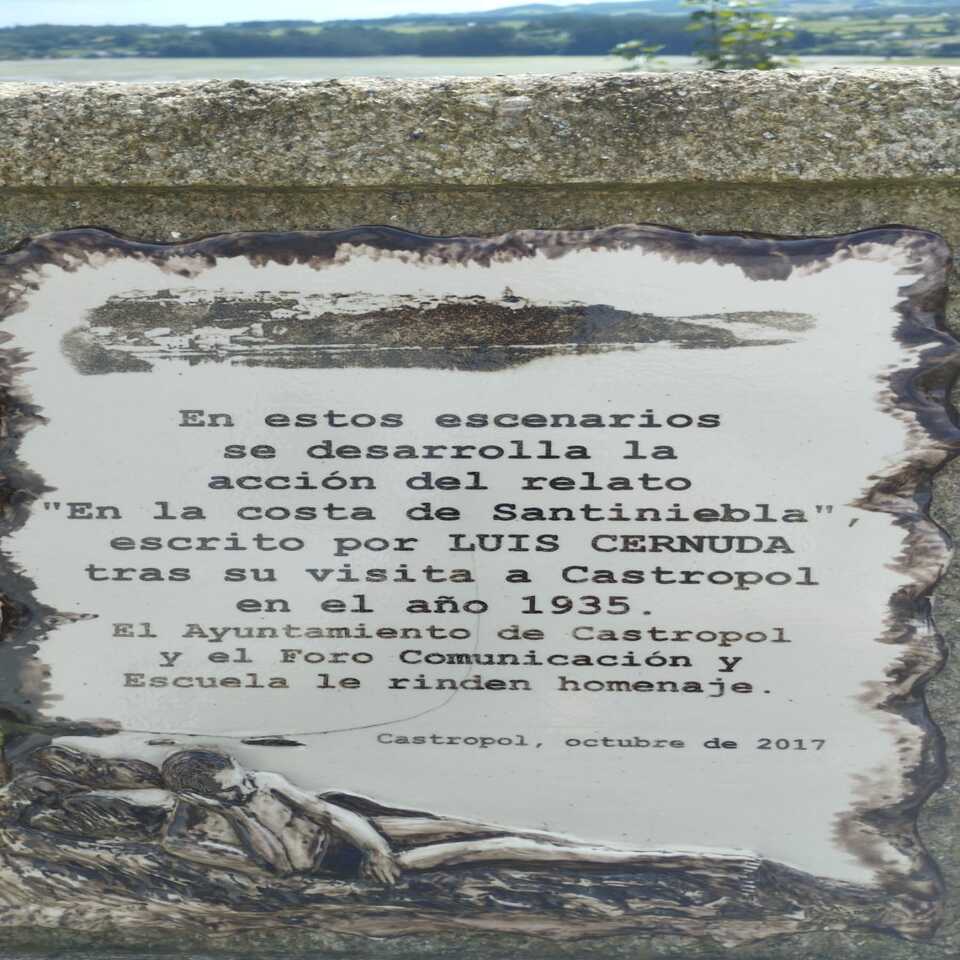 En estos escenarios
se desarrolla la
acción del relato
"En la costa de Santiniebla",
escrito por LUIS CERNUDA
tras su visita a Castropol
en el año 1935.
El Ayuntamiento de Castropol
y el Foro Comunicación y
Escuela le rinden homenaje.
Castropol, octubre de 2017